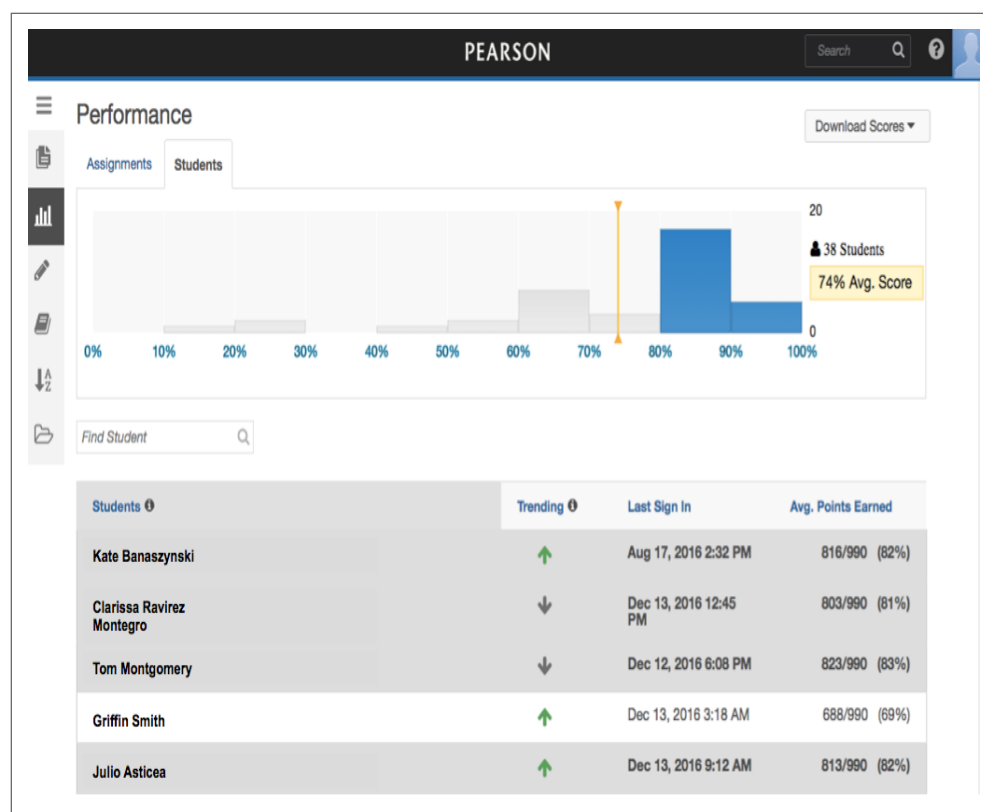 PEARSON
Search
Performance
Download Scores
Assignments Students
20
38 Students
74% Avg. Score
0
0% 10% 20% 30% 40% 50% 60% 70% 80% 90% 100%
A
Z
Find Student
Students Trending Last Sign In Avg. Points Earned
Kate Banaszynski Aug 17, 2016 2:32 PM 816/990 (82%)
Clarissa Ravirez Dec 13, 2016 12:45 803/990 (81%)
Montegro PM
Tom Montgomery Dec 12, 2016 6:08 PM 823/990 (83%)
Griffin Smith Dec 13, 2016 3:18 AM 688/990 (69%)
Julio Asticea Dec 13, 2016 9:12 AM 813/990 (82%)